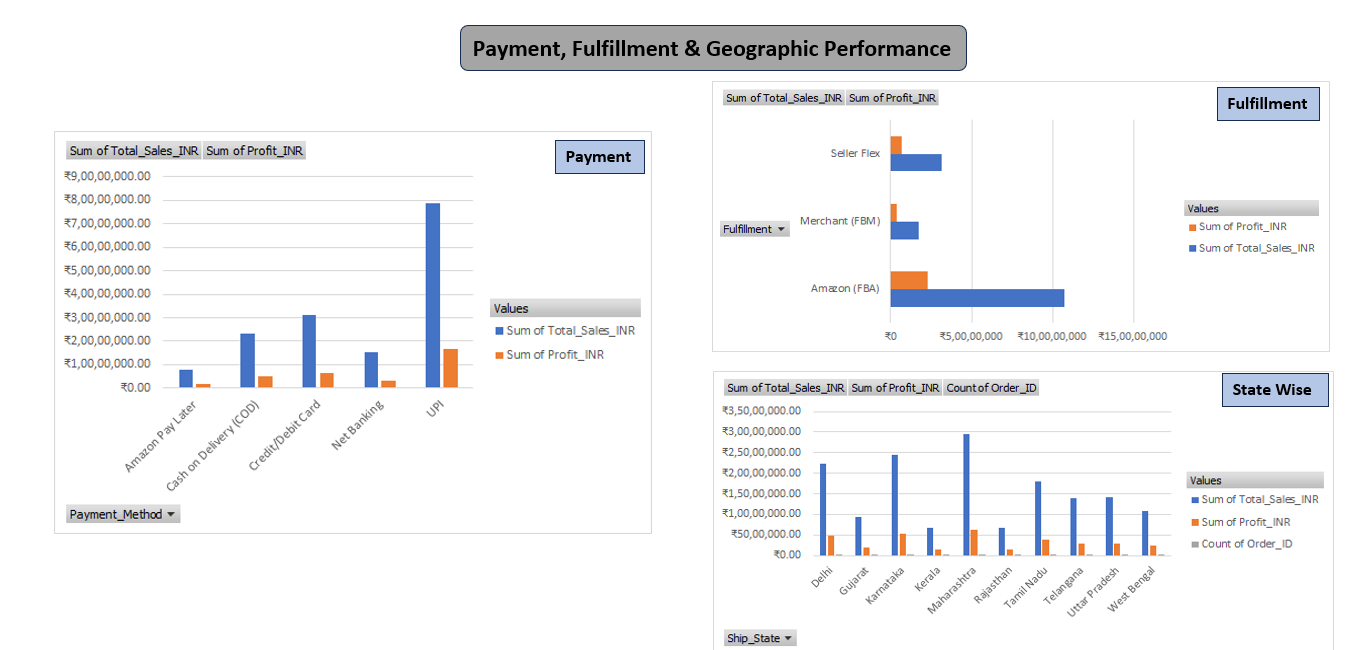 Payment, Fulfillment & Geographic Performance
Sum of Total_Sales_INR Sum of Profit_INR
Payment
₹9,00,00,000.00
₹8,00,00,000.00
₹7,00,00,000.00
₹6,00,00,000.00
₹5,00,00,000.00
₹4,00,00,000.00
₹3,00,00,000.00
₹2,00,00,000.00
₹1,00,00,000.00
₹0.00
Amazon Pay Later
Cash on Delivery (COD)
Credit/Debit Card
Net Banking
UPI
Values
Sum of Total_Sales_INR
Sum of Profit_INR
Payment_Method
Sum of Total_Sales_INR Sum of Profit_INR
Fulfillment
Seller Flex
Merchant (FBM)
Amazon (FBA)
Fulfillment
₹0 ₹5,00,00,000 ₹10,00,00,000 ₹15,00,00,000
Values
Sum of Profit_INR
Sum of Total_Sales_INR
Sum of Total_Sales_INR Sum of Profit_INR Count of Order_ID
State Wise
₹3,50,00,000.00
₹3,00,00,000.00
₹2,50,00,000.00
₹2,00,00,000.00
₹1,50,00,000.00
₹1,00,00,000.00
₹50,00,000.00
₹0.00
Delhi
Gujarat
Karnataka
Kerala
Maharashtra
Rajasthan
Tamil Nadu
Telangana
Uttar Pradesh
West Bengal
Values
Sum of Total_Sales_INR
Sum of Profit_INR
Count of Order_ID
Ship_State